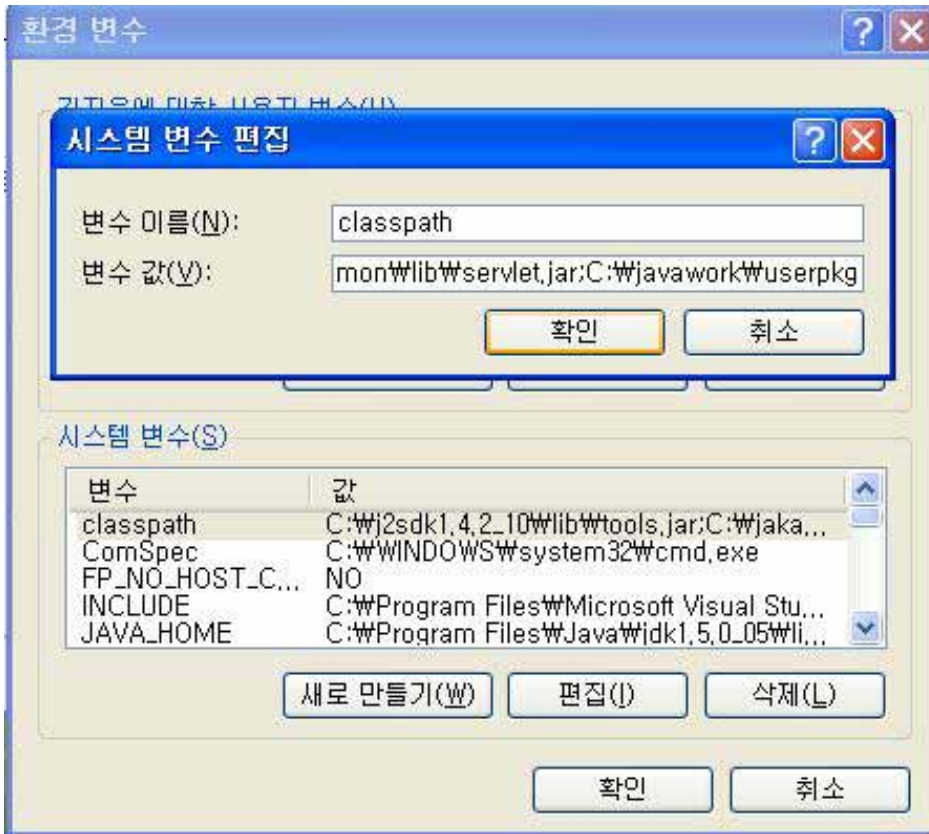 환경 변수
시스템 변수 편집
변수 이름(N):
classpath
변수 값(V):
mon₩lib₩servlet.jar;C:₩javawork₩userpkg
확인
취소
시스템 변수(S)
변수 값
classpath C:₩j2sdk1.4.2_10₩lib₩tools.jar;C:₩jaka...
ComSpec C:₩WINDOWS₩system32₩cmd.exe
FP_NO_HOST_C... NO
INCLUDE C:₩Program Files₩Microsoft Visual Stu...
JAVA_HOME C:₩Program Files₩Java₩jdk1.5.0_05₩li...
새로 만들기(W) 편집(I) 삭제(L)
확인 취소